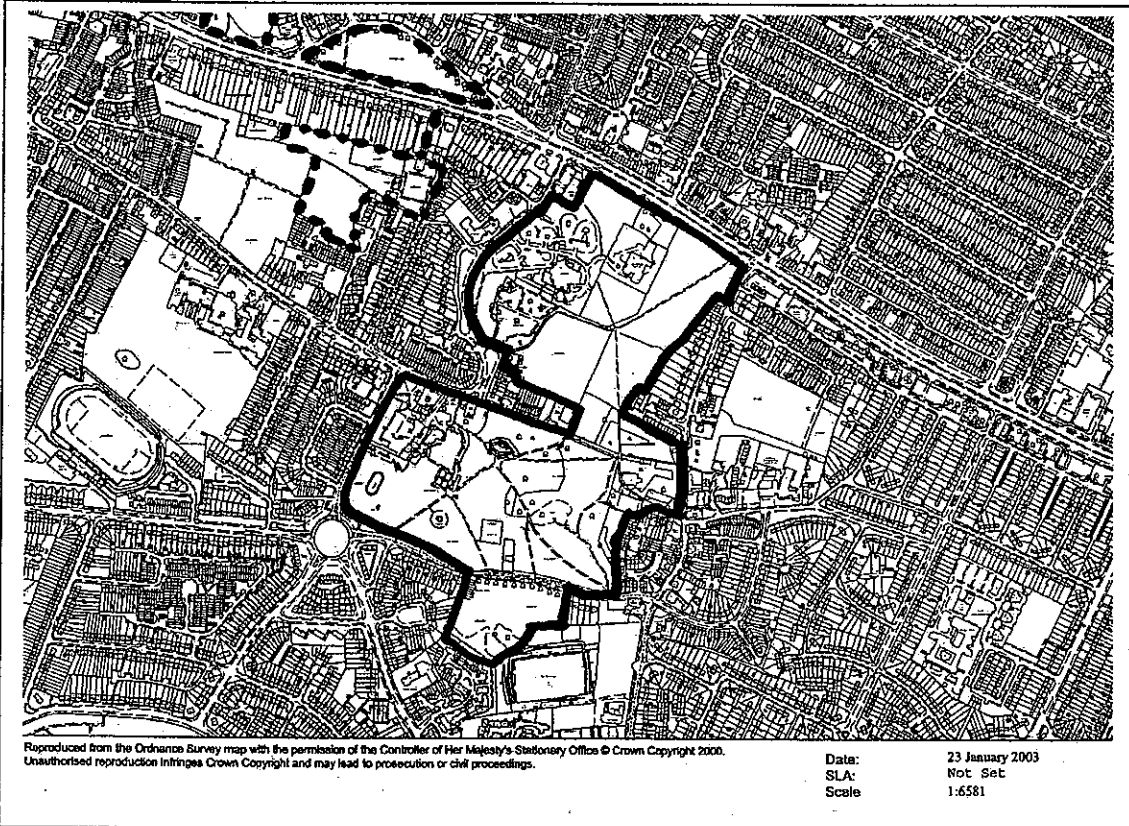 Reproduced from the Ordnance Survey map with the permission of the Controller of Her Majesty's Stationary Office © Crown Copyright 2000.
Unauthorised reproduction infringes Crown Copyright and may lead to prosecution or civil proceedings.
Date: 23 January 2003
SLA: Not Set
Scale 1:6581